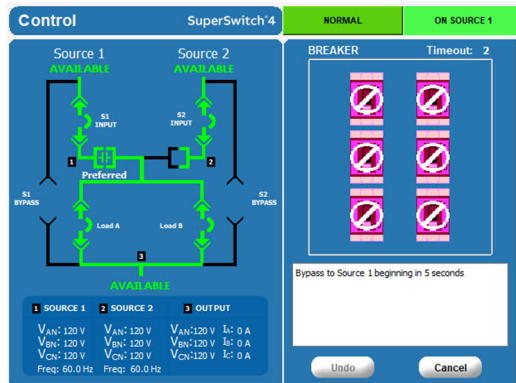 Control
SuperSwitch®4
NORMAL
ON SOURCE 1
Source 1
Source 2
AVAILABLE
AVAILABLE
S1
INPUT
S2
INPUT
1
2
Preferred
S1
BYPASS
S2
BYPASS
Load A
Load B
3
AVAILABLE
1 SOURCE 1
2 SOURCE 2
3 OUTPUT
VAN: 120 V
VAN: 120 V
VAN:120 V IA: 0 A
VBN: 120 V
VBN: 120 V
VBN:120 V IB: 0 A
VCN: 120 V
VCN: 120 V
VCN:120 V IC: 0 A
Freq: 60.0 Hz
Freq: 60.0 Hz
BREAKER
Timeout: 2
Bypass to Source 1 beginning in 5 seconds
Undo
Cancel